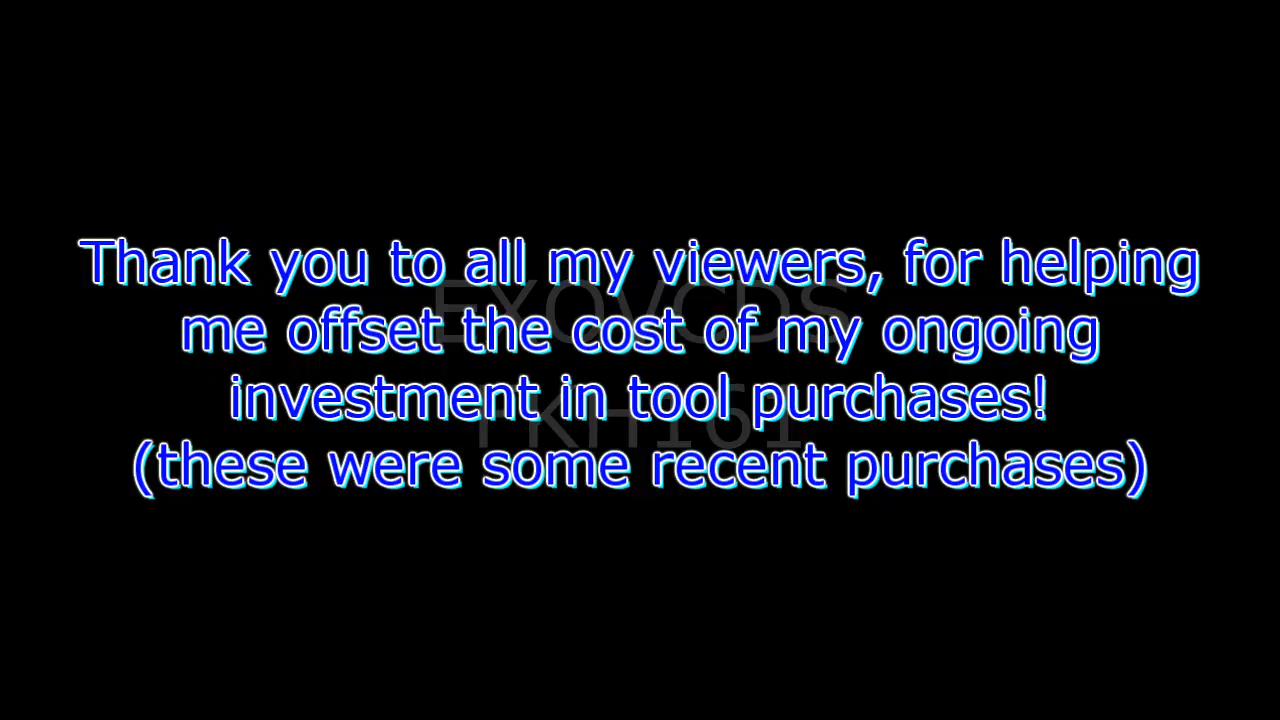 Thank you to all my viewers, for helping
me offset the cost of my ongoing
investment in tool purchases!
(these were some recent purchases)